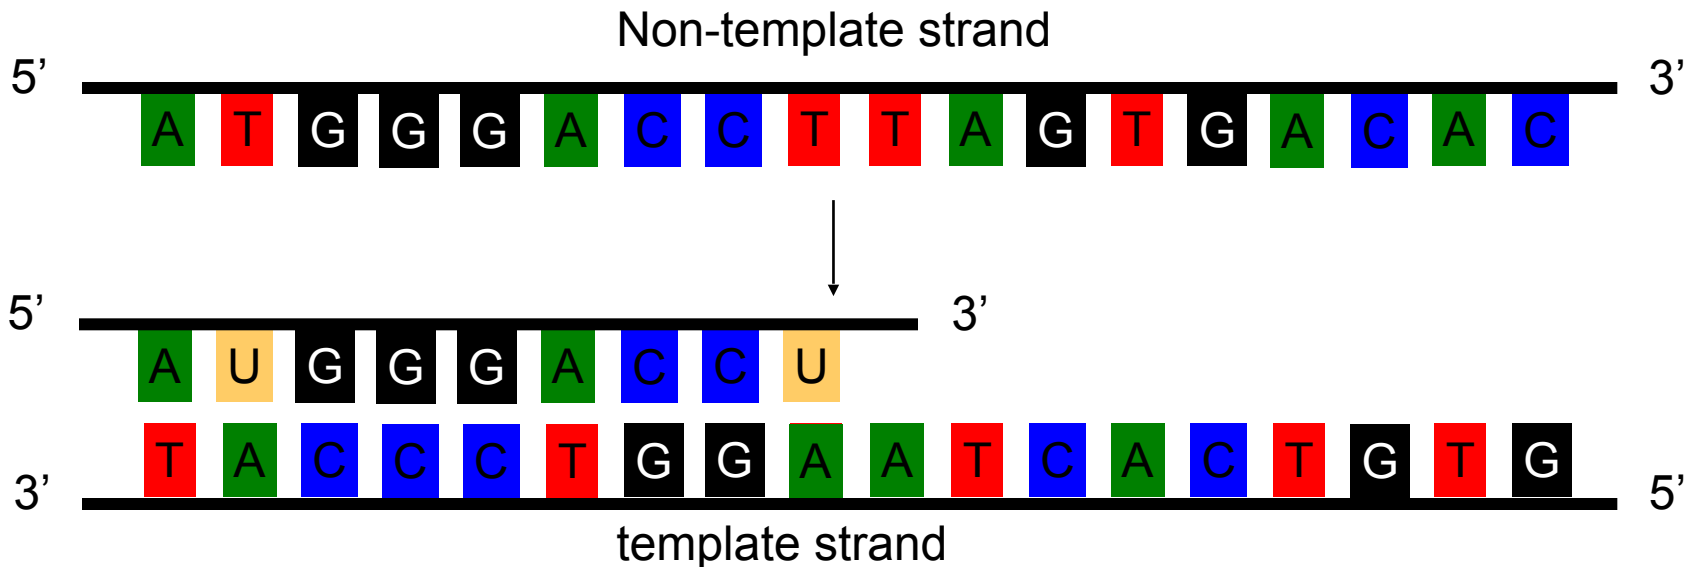 Non-template strand
5’ 3’
A T G G G A C C T T A G T G A C A C
5’ 3’
A U G G G A C C U
T A C C C T G G A A T C A C T G T G
3’ 5’
template strand